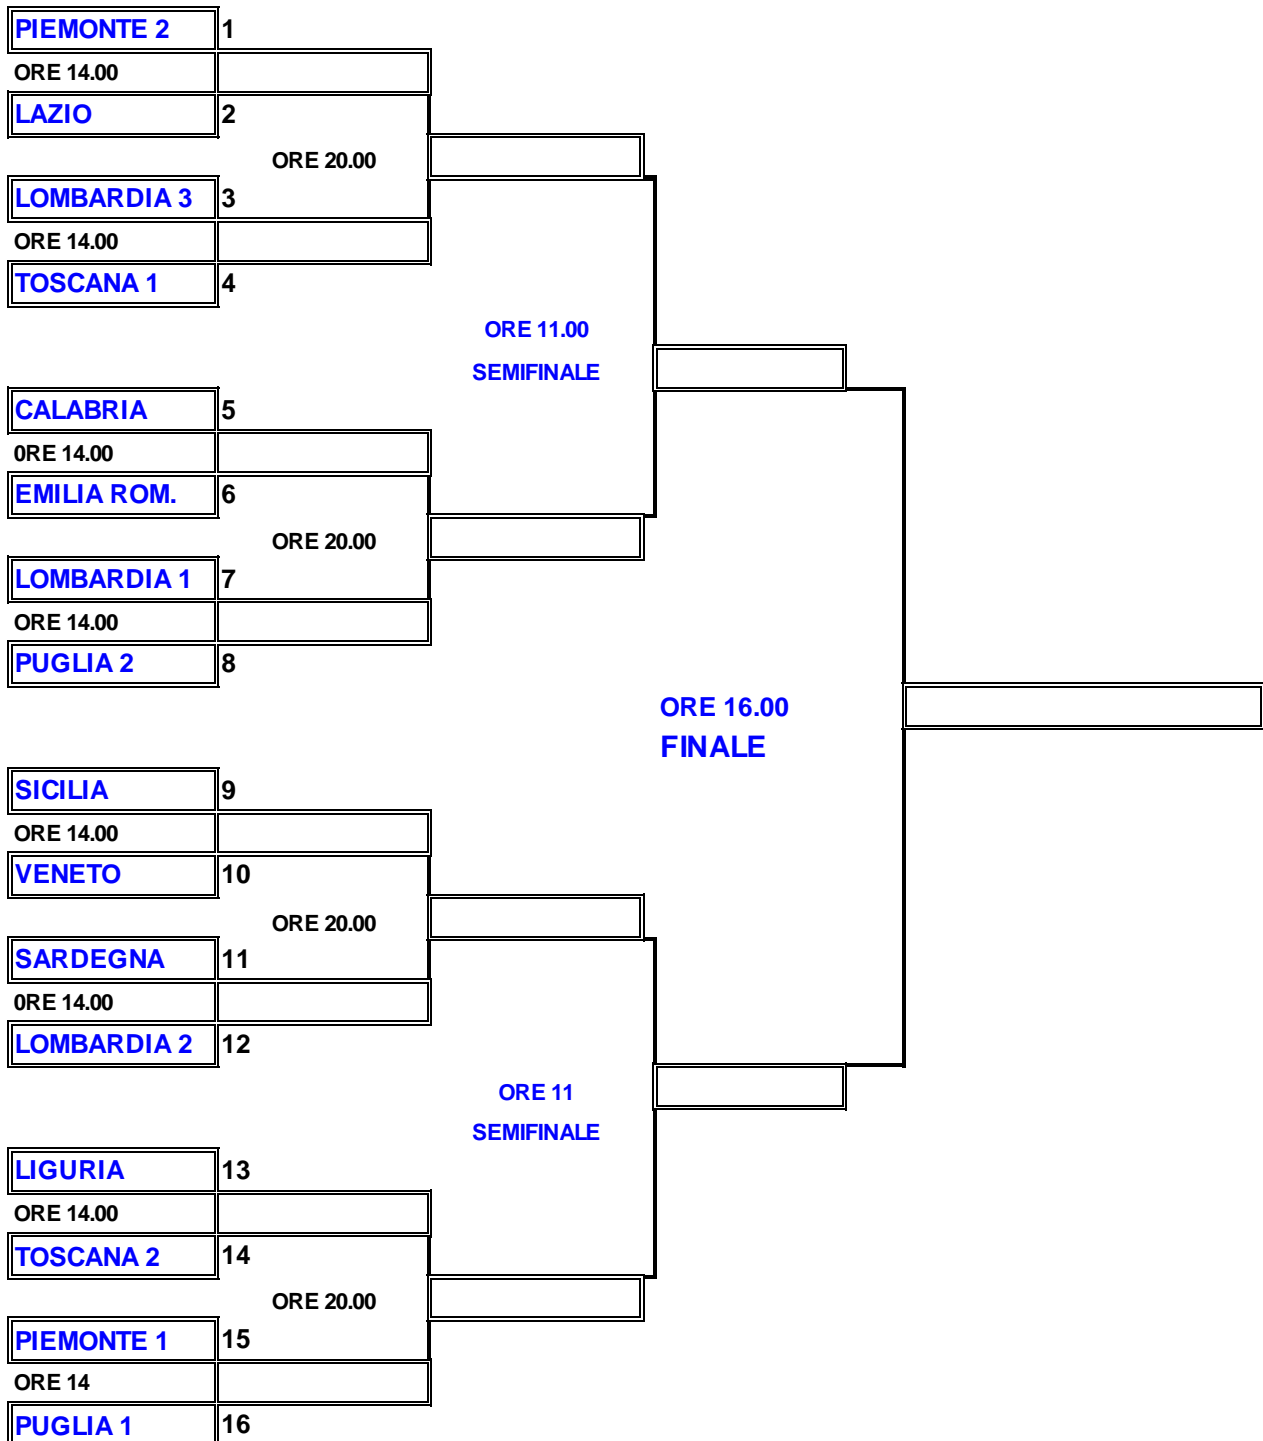 PIEMONTE 2 1
ORE 14.00
LAZIO 2
ORE 20.00
LOMBARDIA 3 3
ORE 14.00
TOSCANA 1 4
ORE 11.00
SEMIFINALE
CALABRIA 5
0RE 14.00
EMILIA ROM. 6
ORE 20.00
LOMBARDIA 1 7
ORE 14.00
PUGLIA 2 8
ORE 16.00
FINALE
SICILIA 9
ORE 14.00
VENETO 10
ORE 20.00
SARDEGNA 11
0RE 14.00
LOMBARDIA 2 12
ORE 11
SEMIFINALE
LIGURIA 13
ORE 14.00
TOSCANA 2 14
ORE 20.00
PIEMONTE 1 15
ORE 14
PUGLIA 1 16